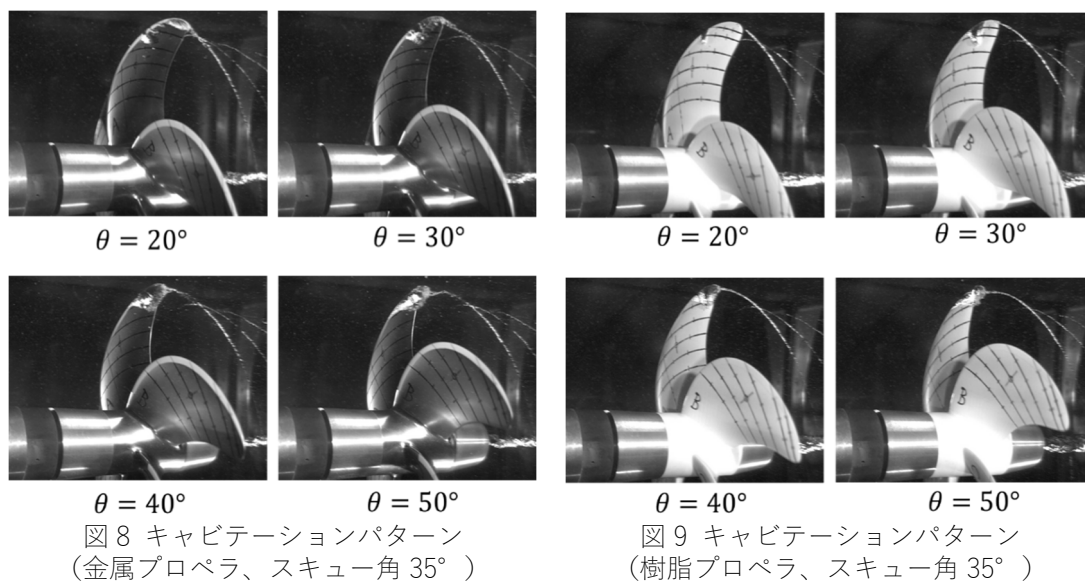 θ = 20°
θ = 30°
θ = 40°
θ = 50°
図 8 キャビテーションパターン
(金属プロペラ、スキュー角 35°)
θ = 20°
θ = 30°
θ = 40°
θ = 50°
図 9 キャビテーションパターン
(樹脂プロペラ、スキュー角 35°)
B
B
B
B
B
B
B
B